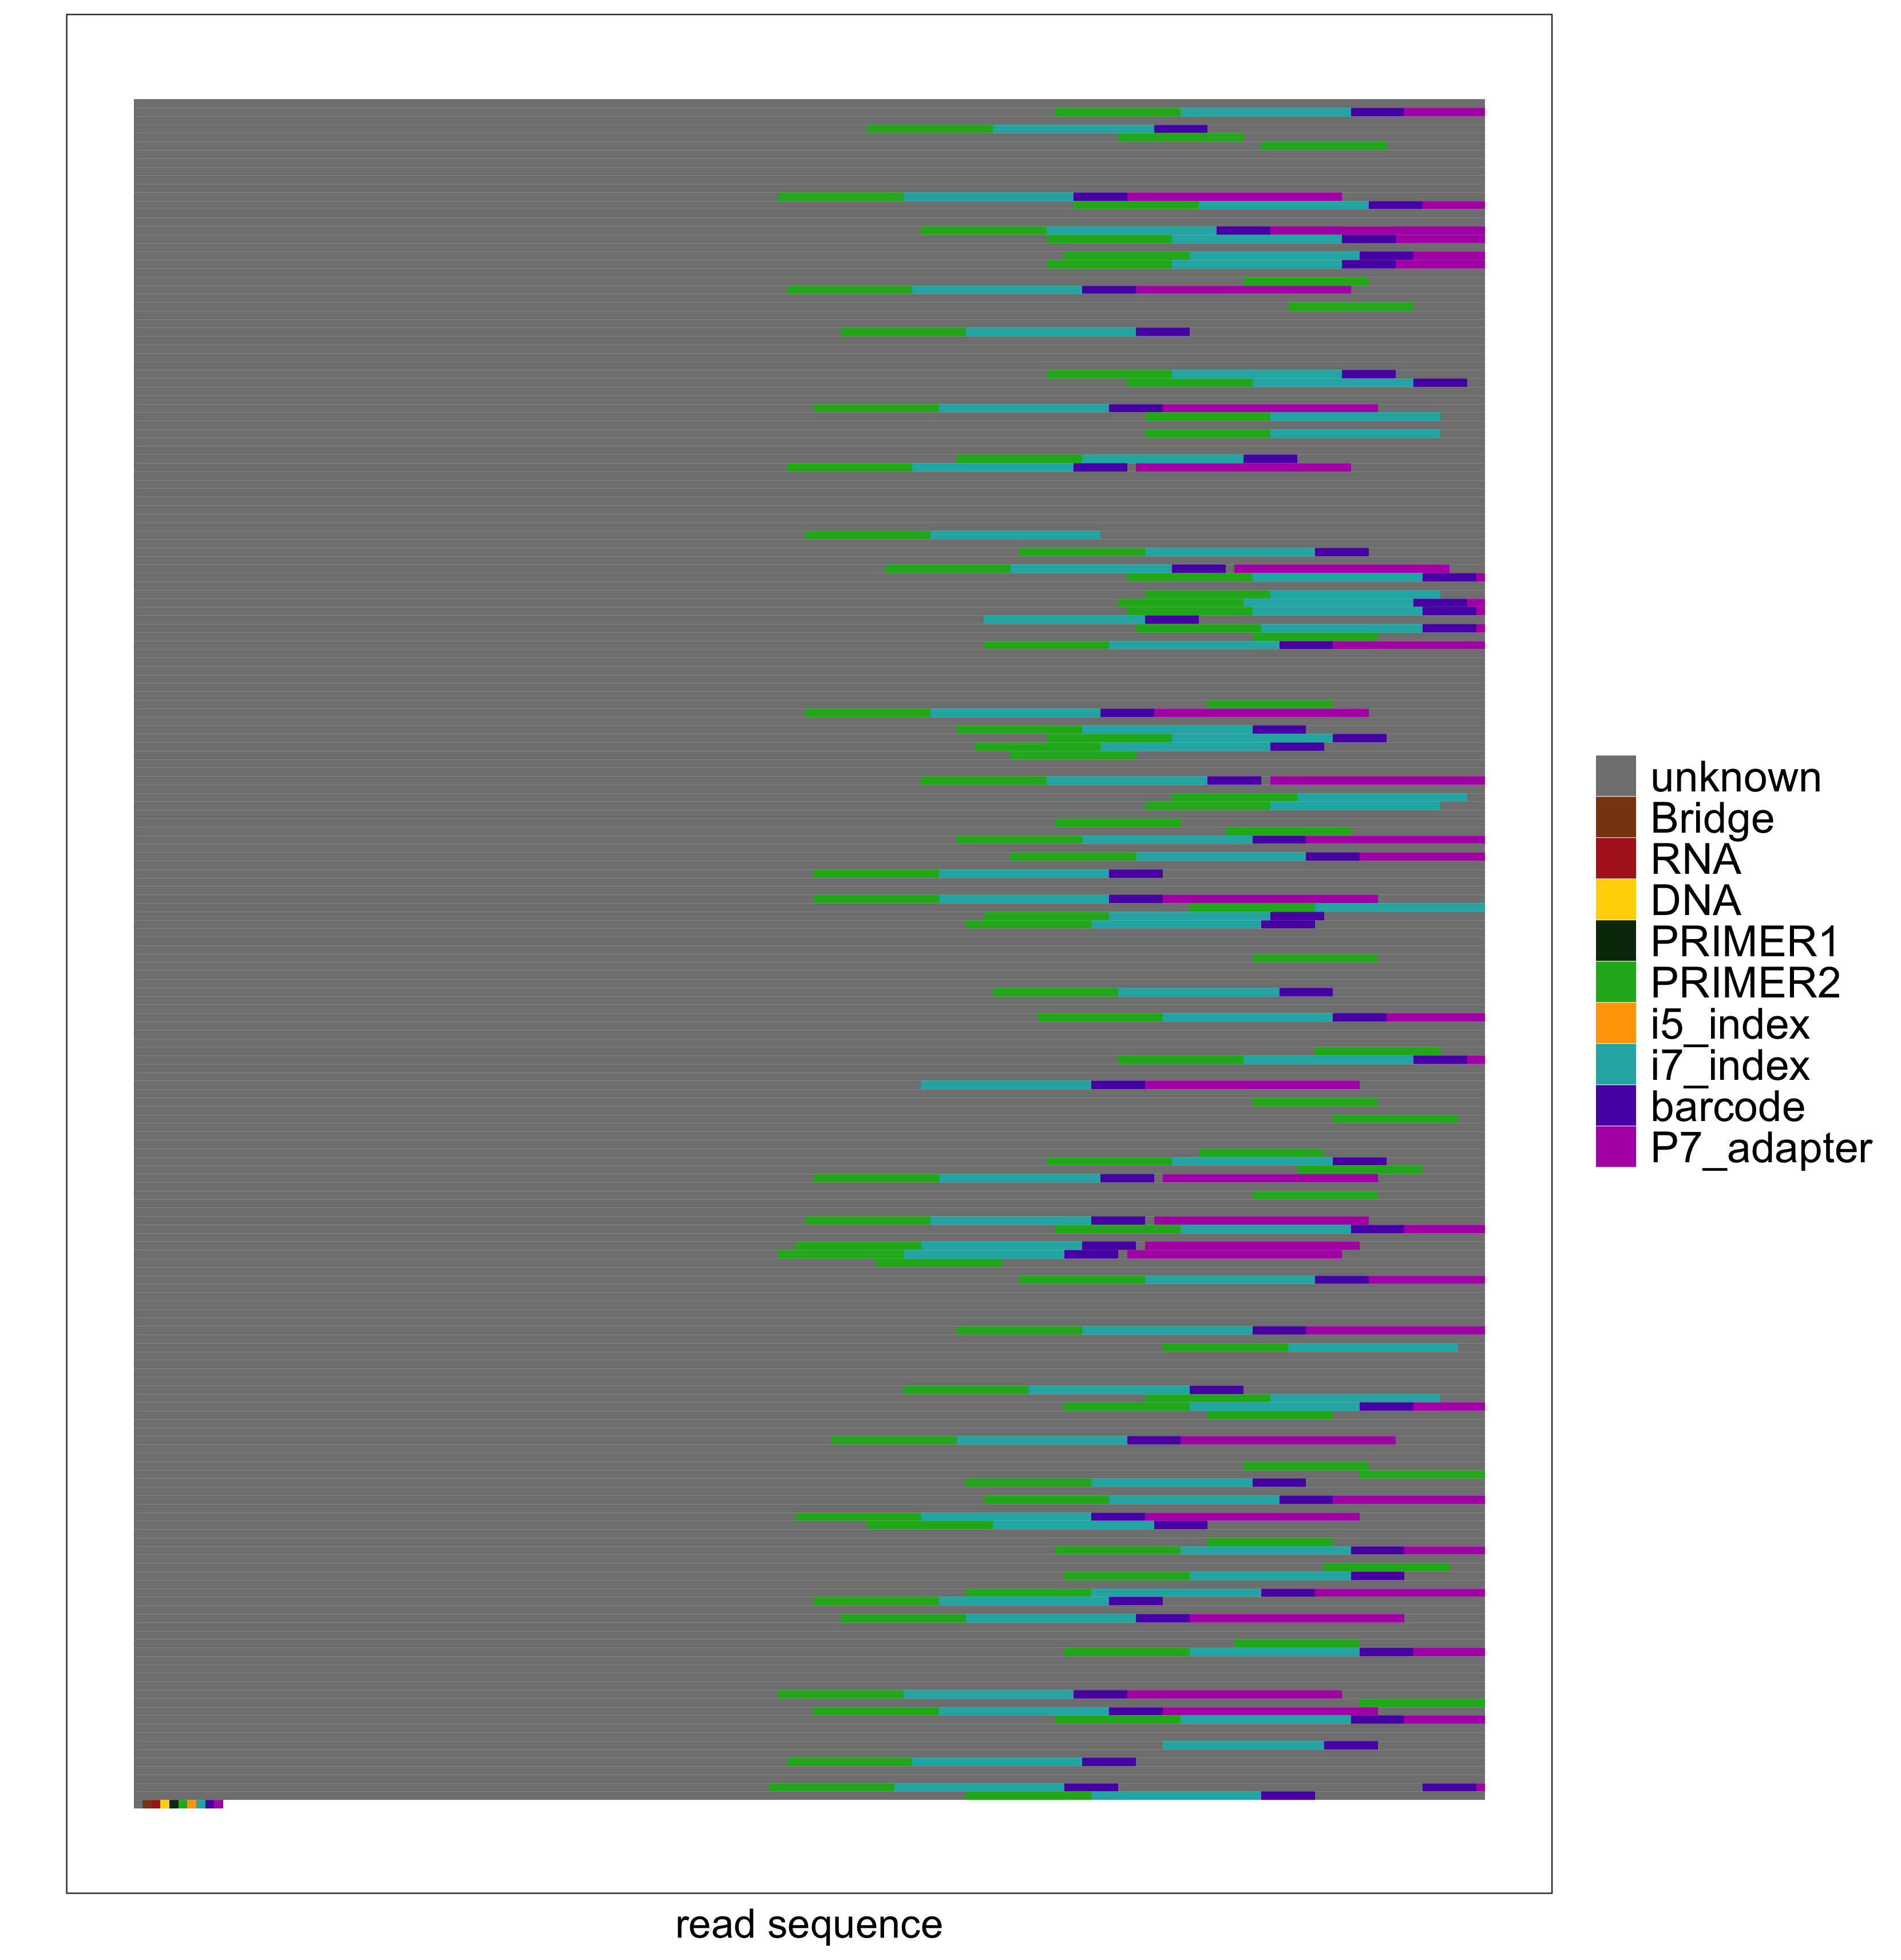 unknown
Bridge
RNA
DNA
PRIMER1
PRIMER2
i5_index
i7_index
barcode
P7_adapter
read sequence